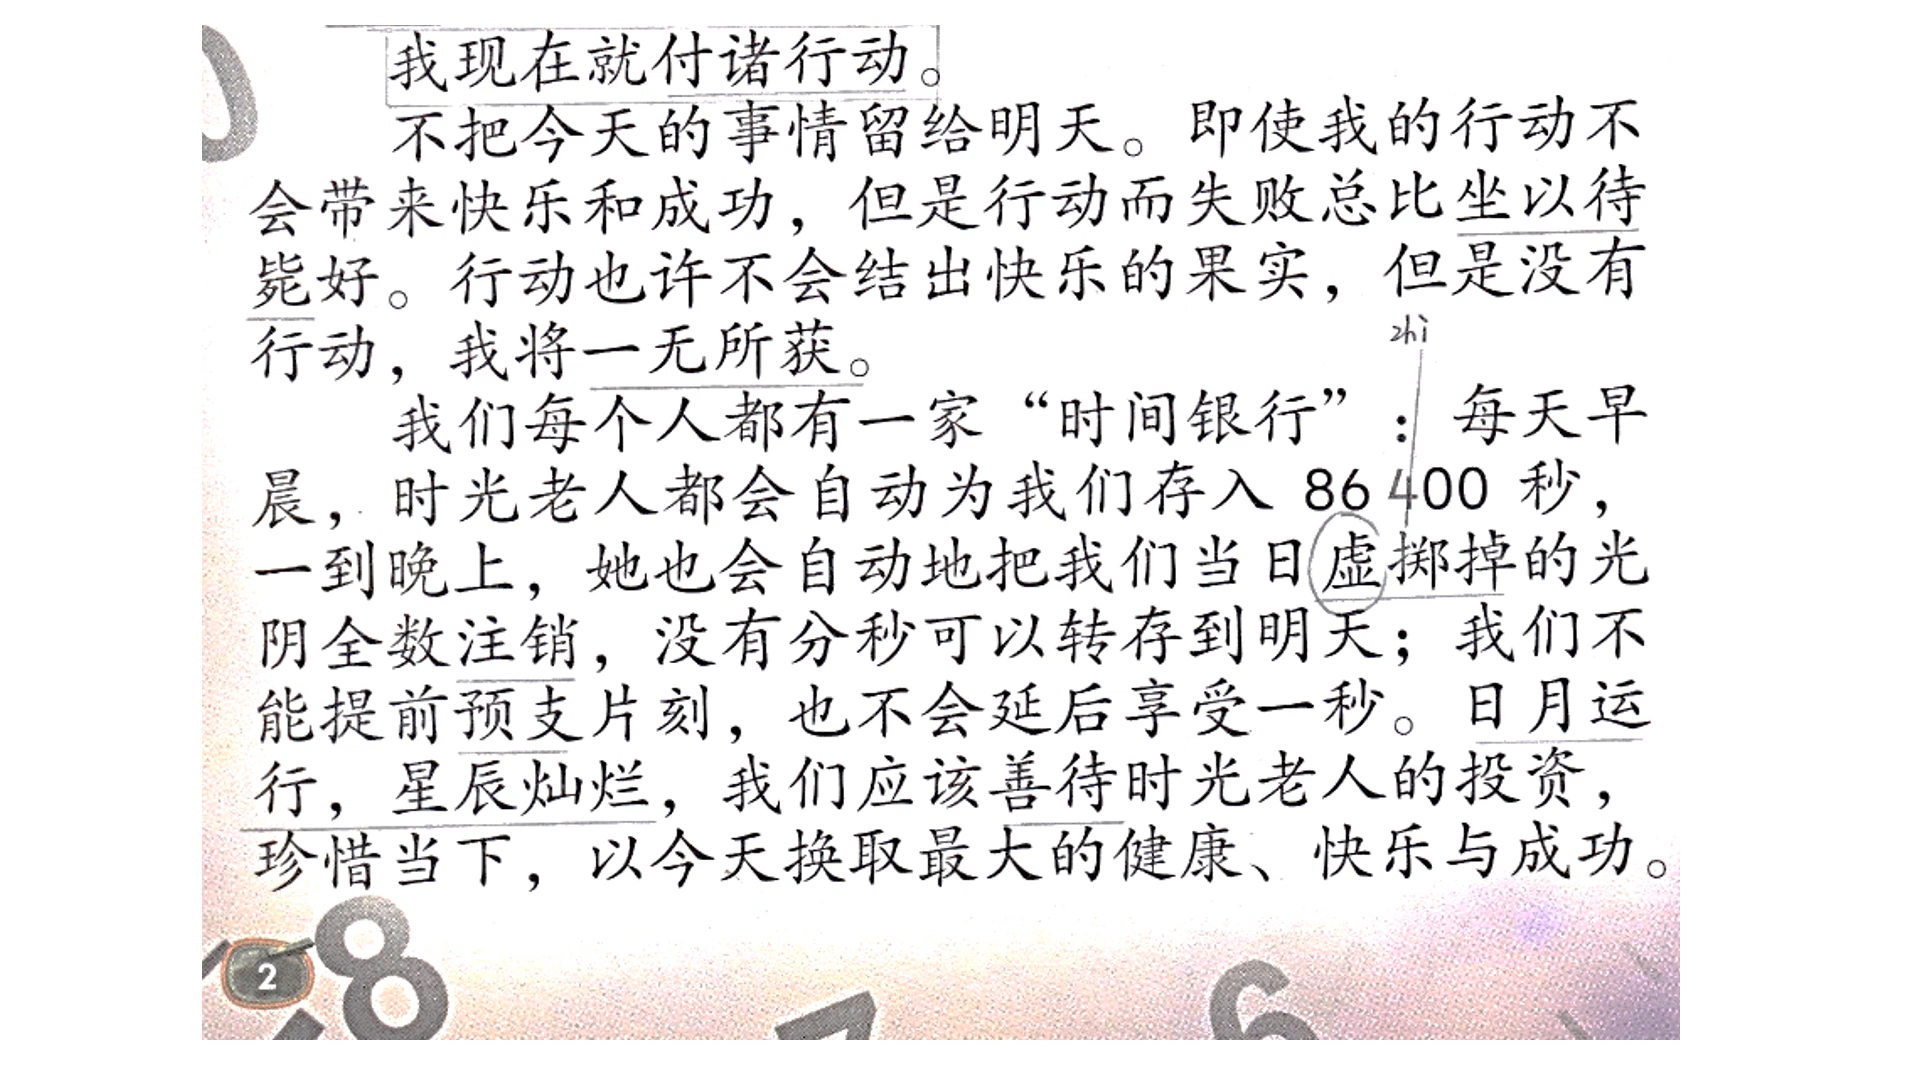 我现在就付诸行动。
不把今天的事情留给明天。即使我的行动不
会带来快乐和成功，但是行动而失败总比坐以待
毙好。行动也许不会结出快乐的果实，但是没有
行动，我将一无所获。
zhì
我们每个人都有一家“时间银行”：每天早
晨，时光老人都会自动为我们存入 86 400 秒，
一到晚上，她也会自动地把我们当日虚掷掉的光
阴全数注销，没有分秒可以转存到明天；我们不
能提前预支片刻，也不会延后享受一秒。日月运
行，星辰灿烂，我们应该善待时光老人的投资，
珍惜当下，以今天换取最大的健康、快乐与成功。
2
8
7
6